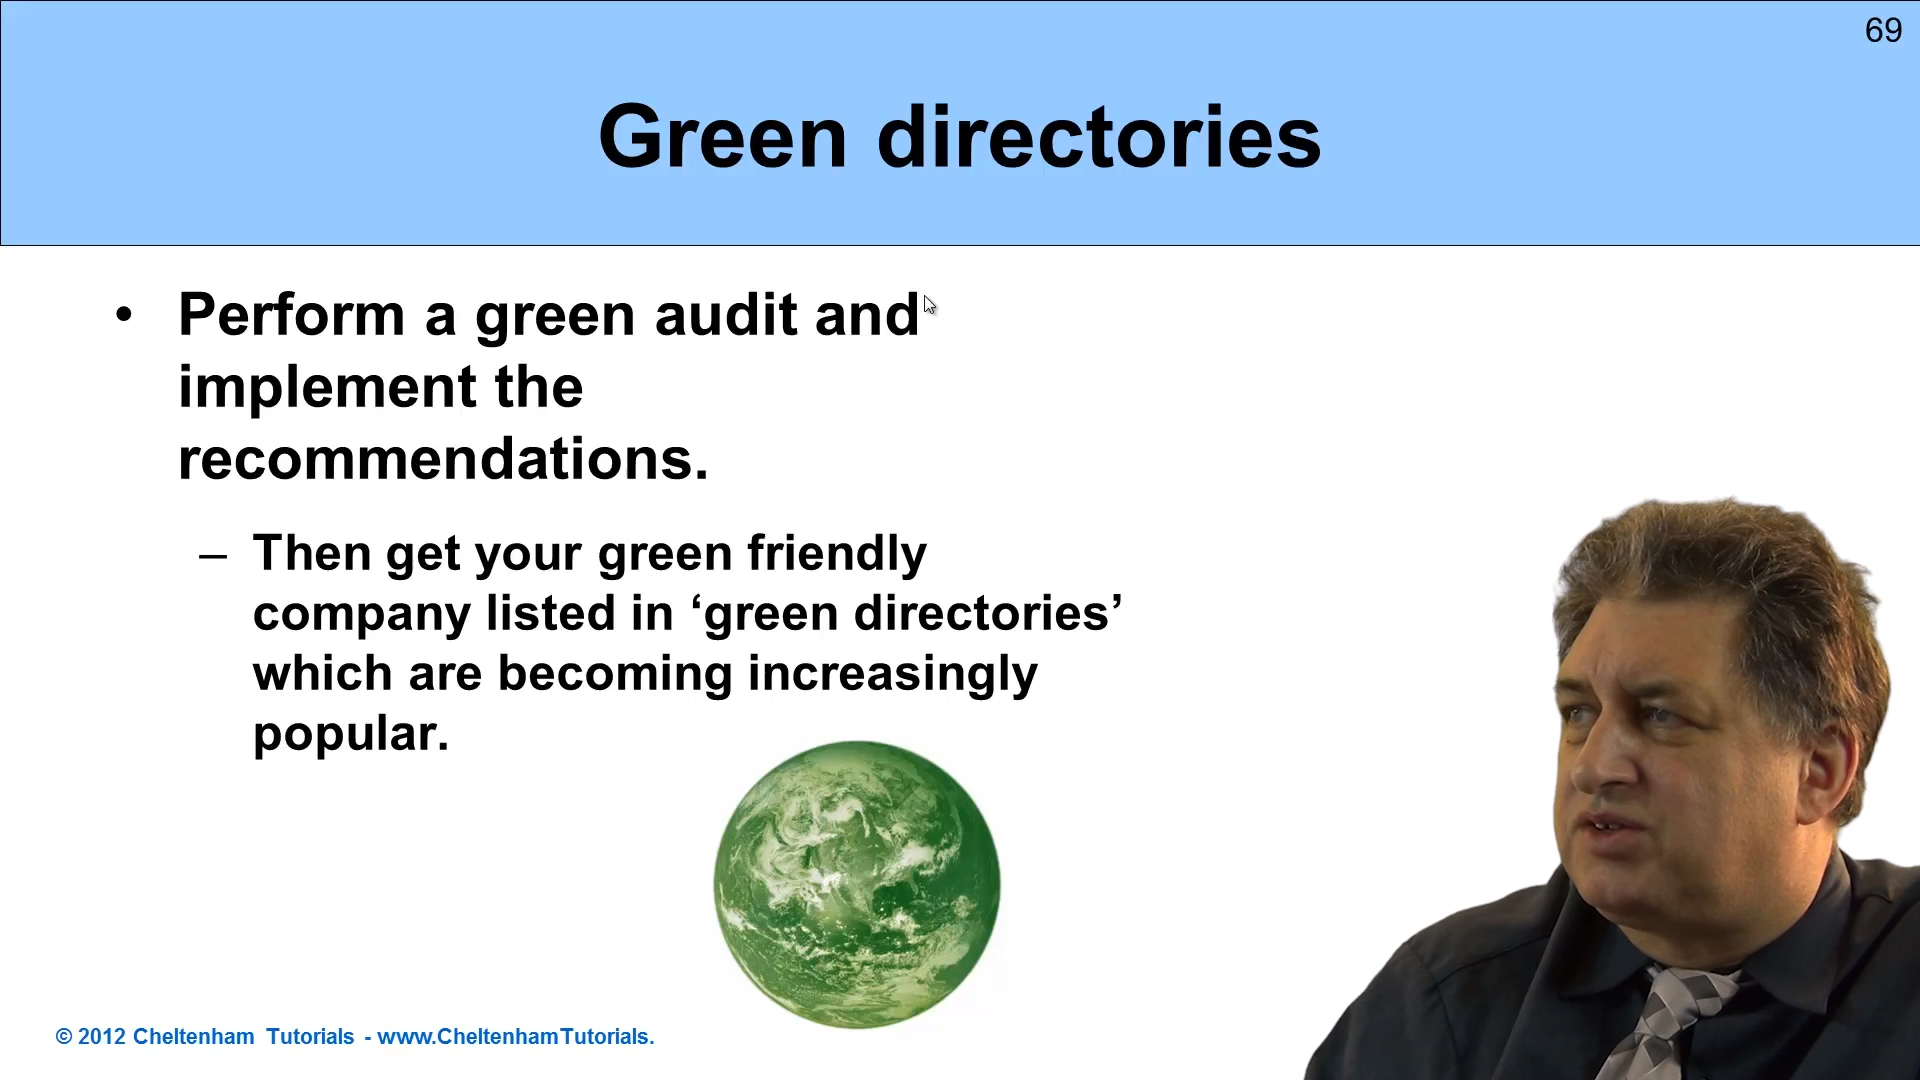 69
Green directories
• Perform a green audit and
implement the
recommendations.
– Then get your green friendly
company listed in ‘green directories’
which are becoming increasingly
popular.
© 2012 Cheltenham Tutorials - www.CheltenhamTutorials.